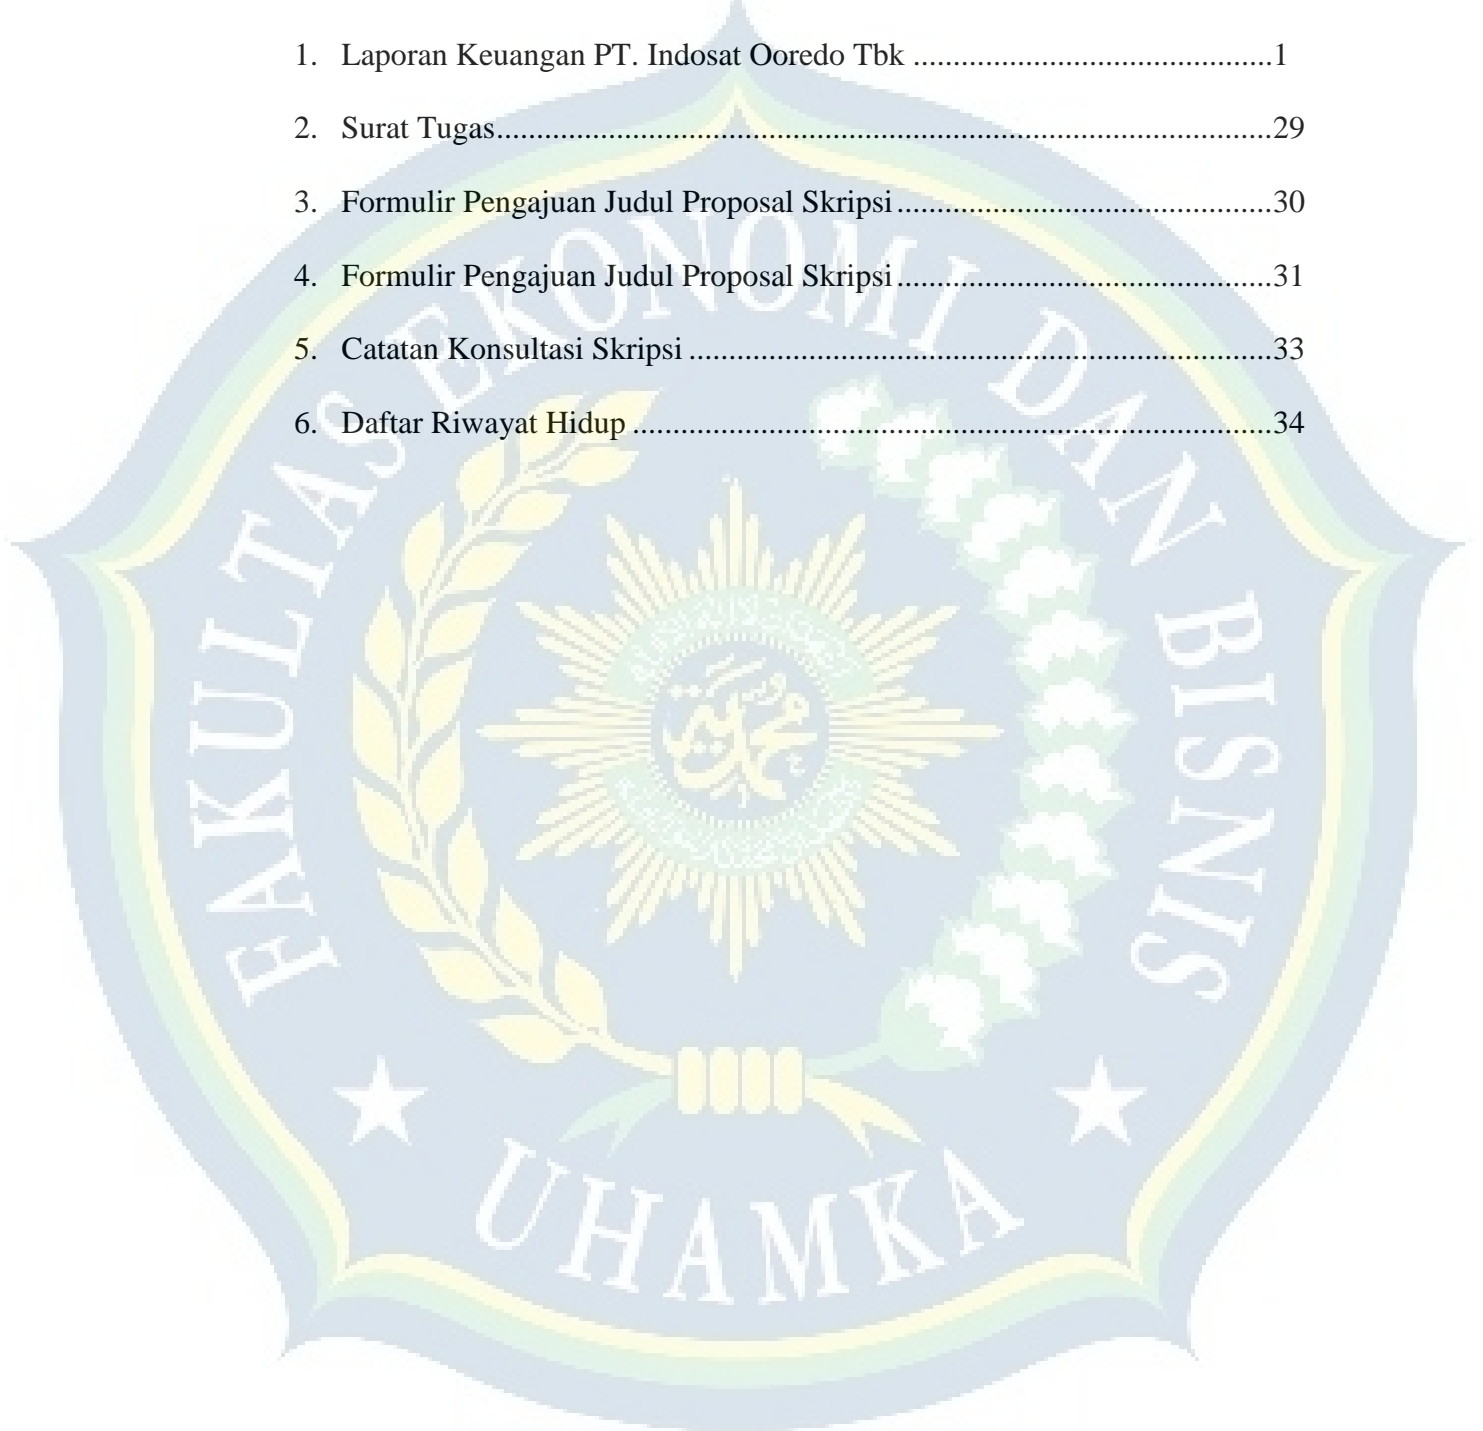 1. Laporan Keuangan PT. Indosat Ooredo Tbk .............................................1
2. Surat Tugas.................................................................................................29
3. Formulir Pengajuan Judul Proposal Skripsi...............................................30
4. Formulir Pengajuan Judul Proposal Skripsi...............................................31
5. Catatan Konsultasi Skripsi .........................................................................33
6. Daftar Riwayat Hidup ................................................................................34
FAKULTAS EKONOMI DAN BISNIS
UHAMKA